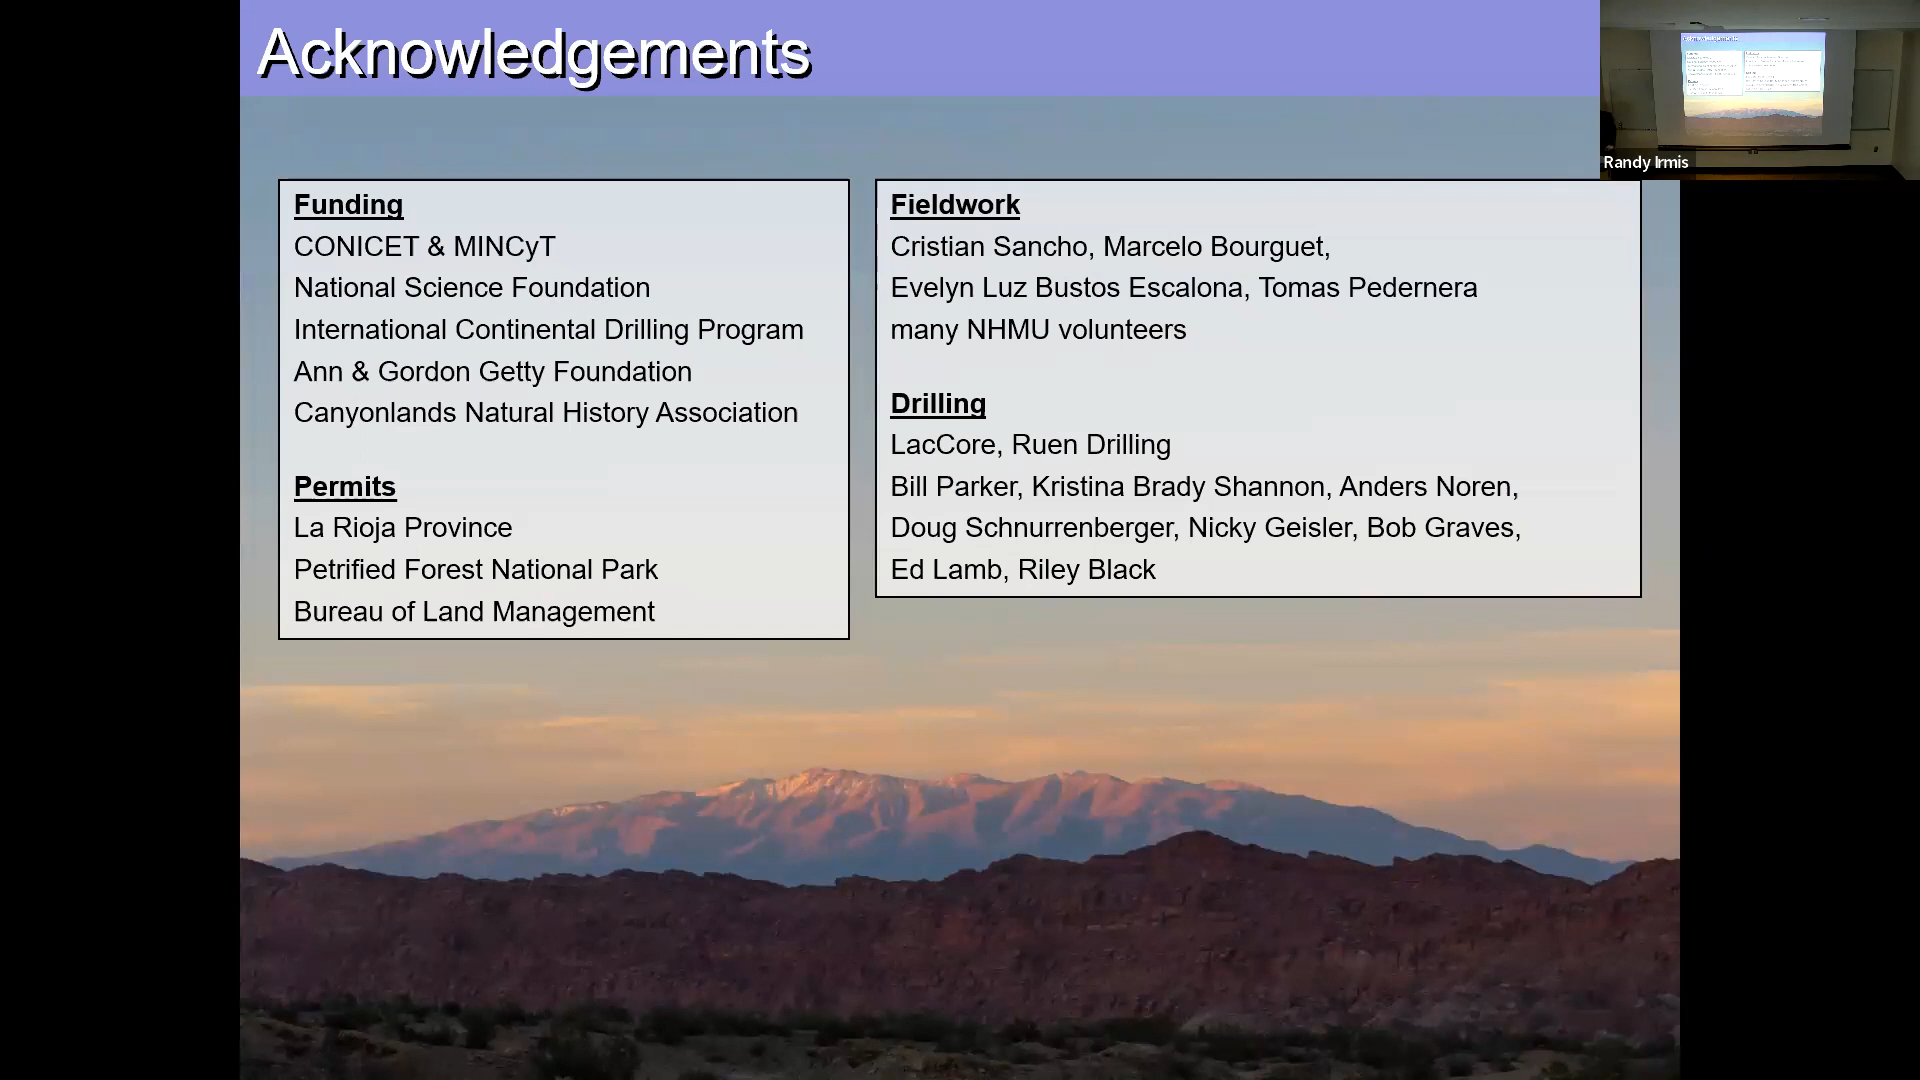 Acknowledgements
Funding
CONICET & MINCyT
National Science Foundation
International Continental Drilling Program
Ann & Gordon Getty Foundation
Canyonlands Natural History Association
Permits
La Rioja Province
Petrified Forest National Park
Bureau of Land Management
Fieldwork
Cristian Sancho, Marcelo Bourguet,
Evelyn Luz Bustos Escalona, Tomas Pedernera
many NHMU volunteers
Drilling
LacCore, Ruen Drilling
Bill Parker, Kristina Brady Shannon, Anders Noren,
Doug Schnurrenberger, Nicky Geisler, Bob Graves,
Ed Lamb, Riley Black
Acknowledgements
Randy Irmis